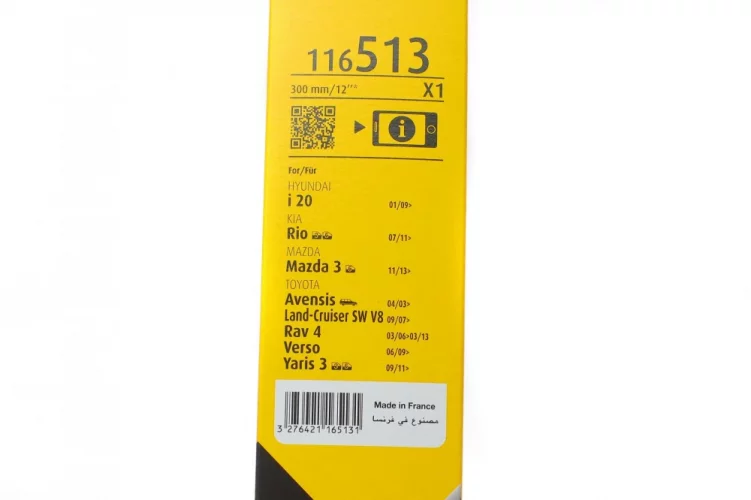 116513
300 mm/12"
X1
For/Für
HYUNDAI
i 20 01/09>
KIA
Rio 07/11>
MAZDA
Mazda 3 11/13>
TOYOTA
Avensis 04/03>
Land-Cruiser SW V8 09/07>
Rav 4 03/06>03/13
Verso 06/09>
Yaris 3 09/11>
Made in France
مصنوع في فرنسا
3 276421 165131